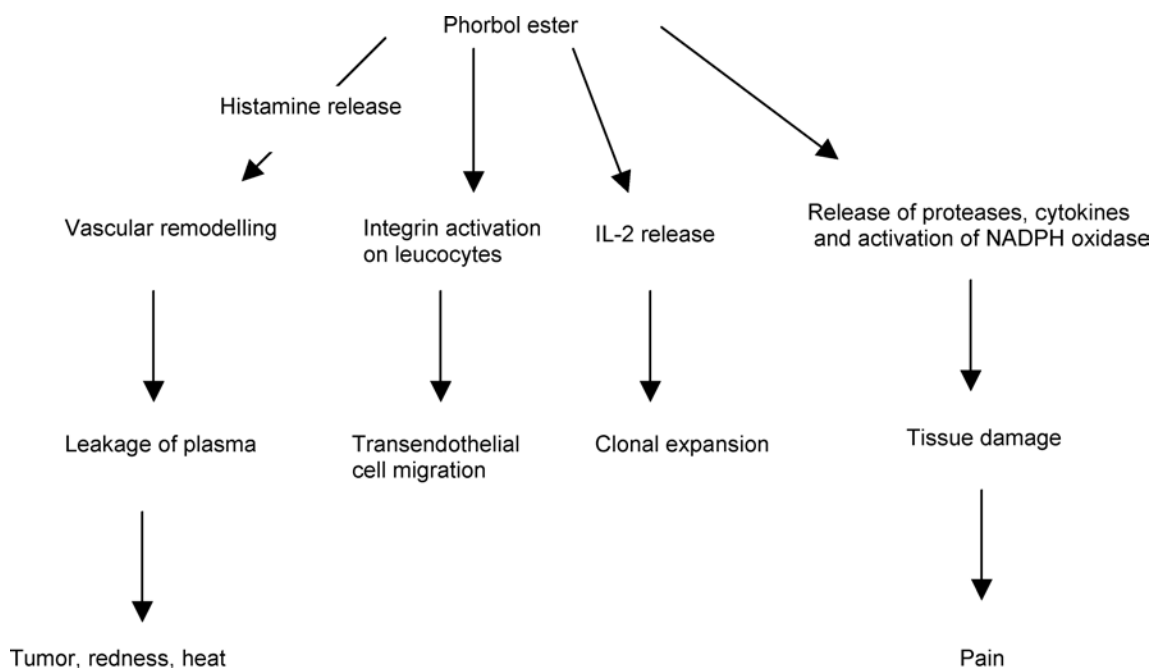 Phorbol ester
Histamine release
Vascular remodelling
Integrin activation
on leucocytes
IL-2 release
Release of proteases, cytokines
and activation of NADPH oxidase
Leakage of plasma
Transendothelial
cell migration
Clonal expansion
Tissue damage
Tumor, redness, heat
Pain